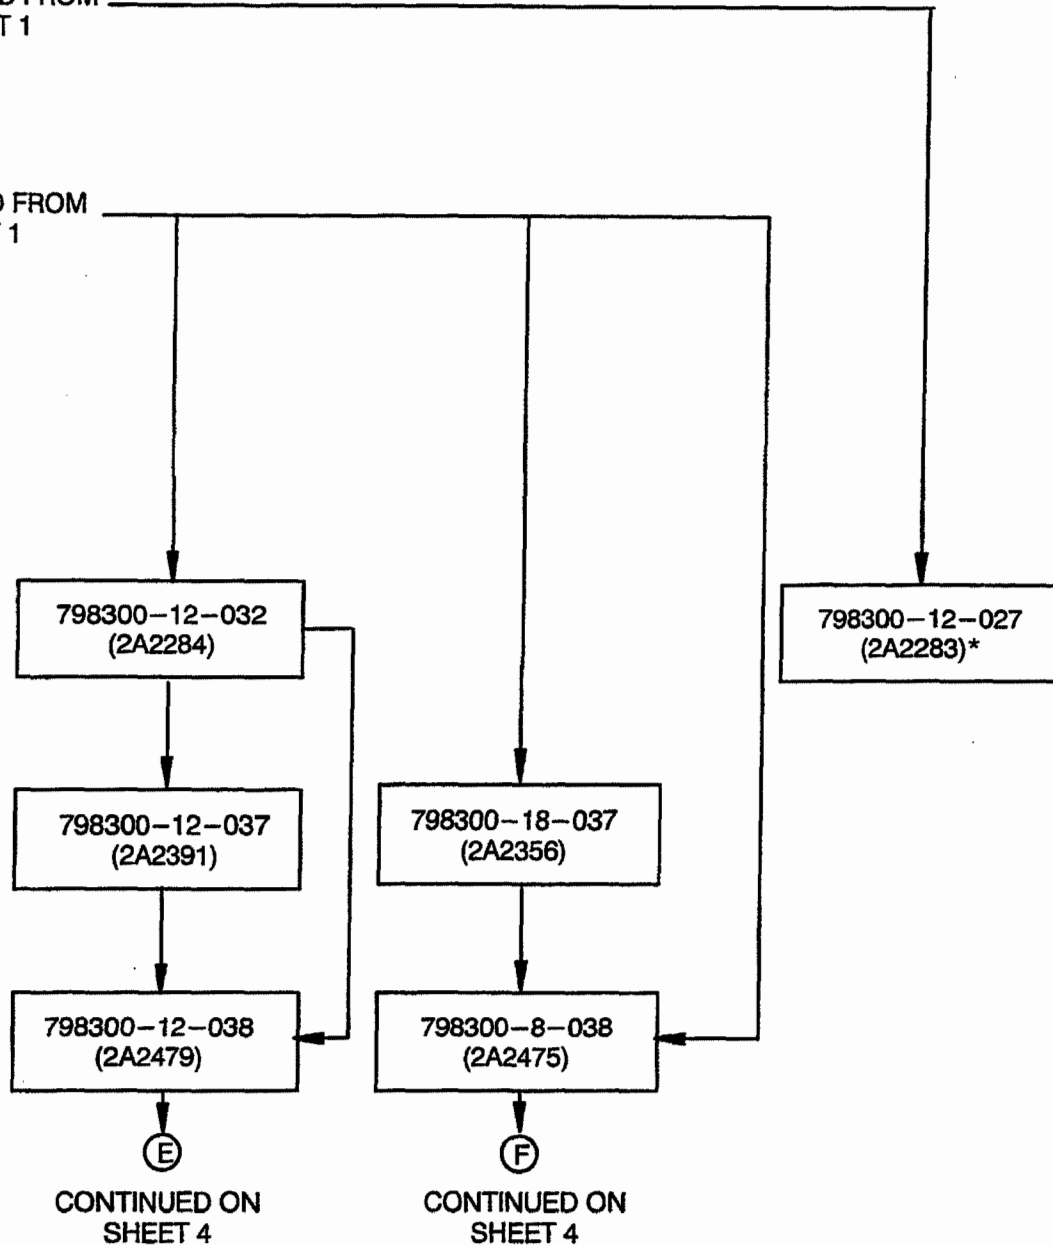 FROM
T 1
FROM
1
798300-12-032
(2A2284)
798300-12-027
(2A2283)*
798300-12-037
(2A2391)
798300-18-037
(2A2356)
798300-12-038
(2A2479)
798300-8-038
(2A2475)
E
F
CONTINUED ON
SHEET 4
CONTINUED ON
SHEET 4